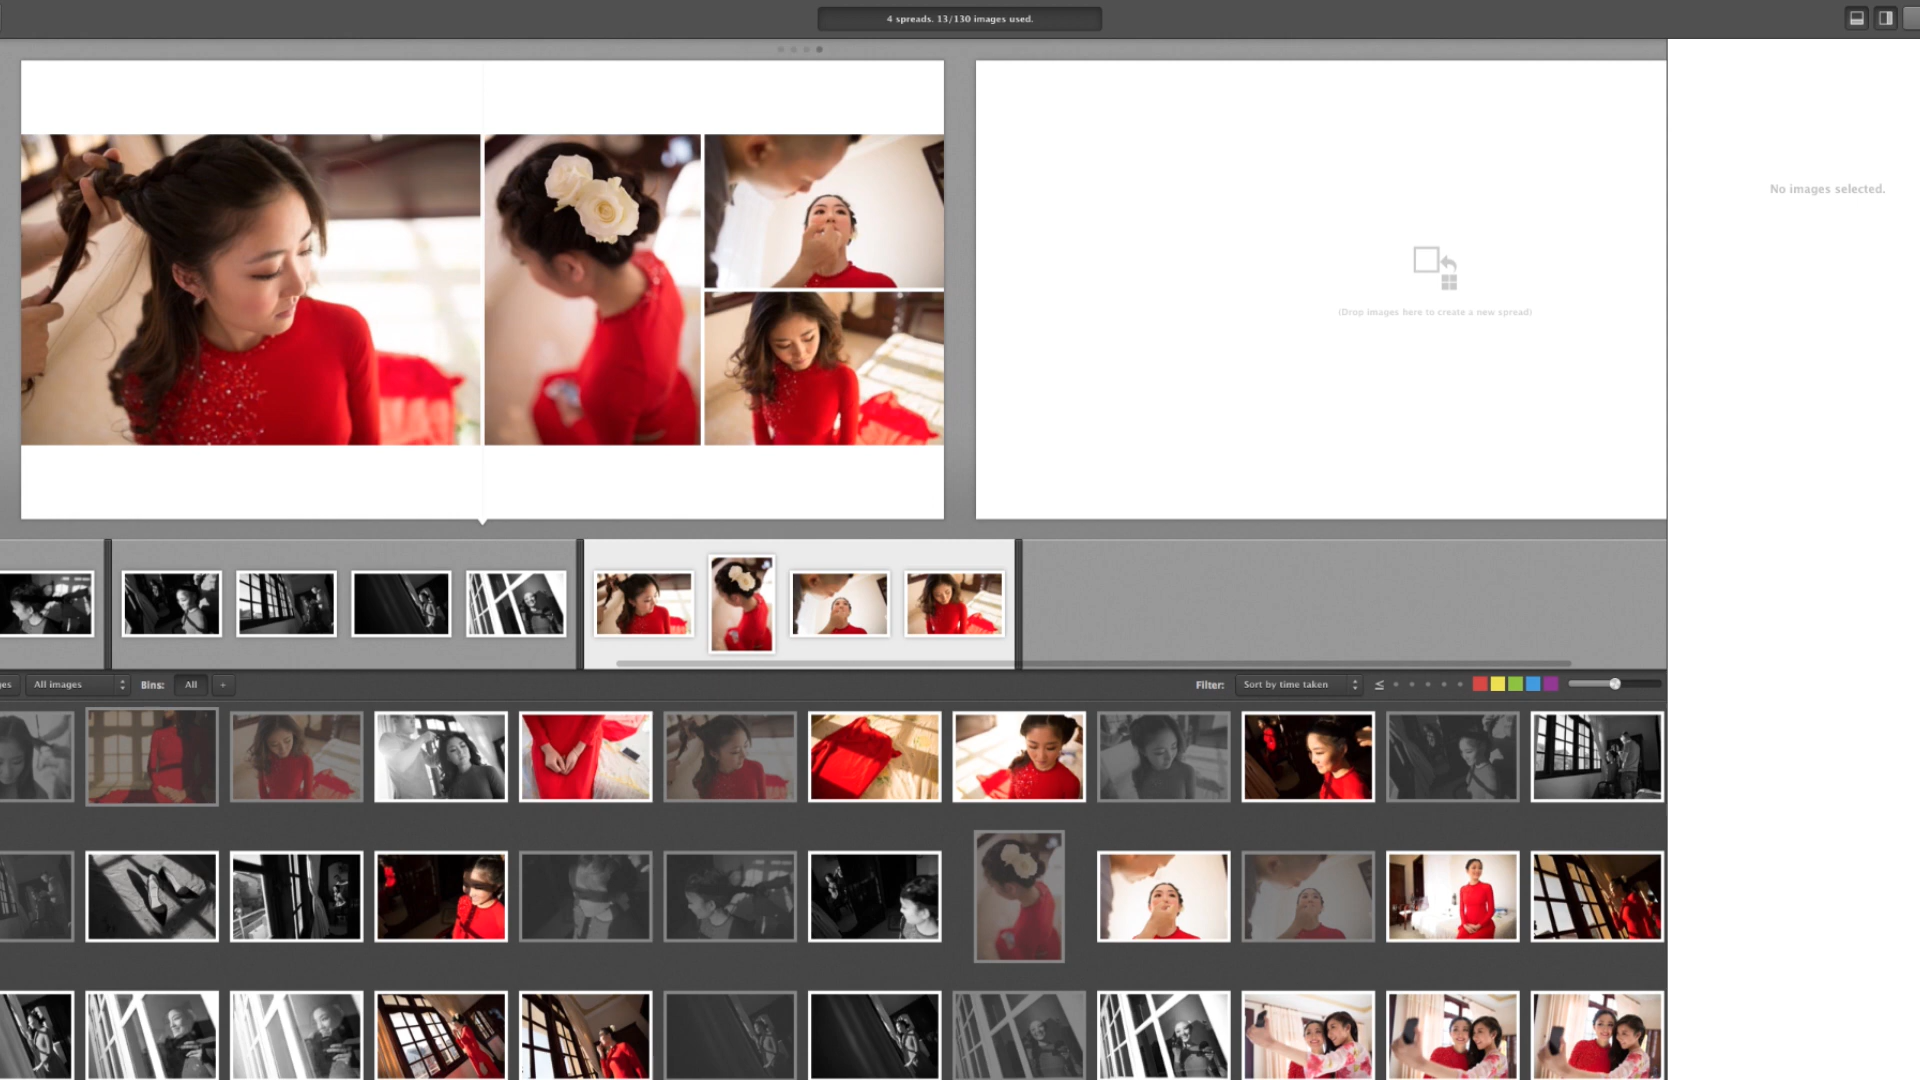 4 spreads. 13/130 images used.
No images selected.
(Drop images here to create a new spread)
All images
Bins:
All
+
Filter:
Sort by time taken
≤